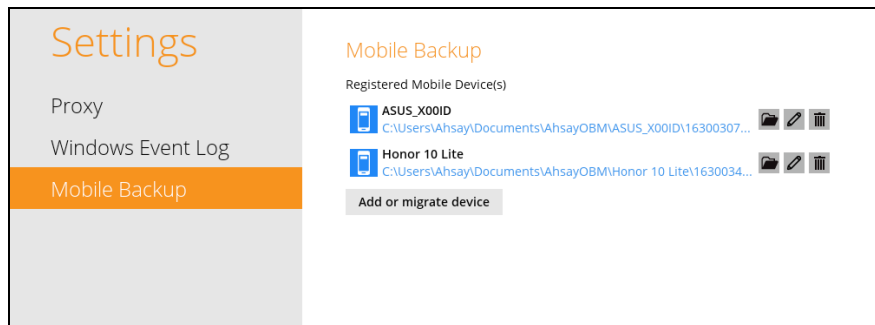 Settings
Proxy
Windows Event Log
Mobile Backup
Mobile Backup
Registered Mobile Device(s)
ASUS_X00ID
C:\Users\Ahsay\Documents\AhsayOBM\ASUS_X00ID\16300307...
Honor 10 Lite
C:\Users\Ahsay\Documents\AhsayOBM\Honor 10 Lite\1630034...
Add or migrate device